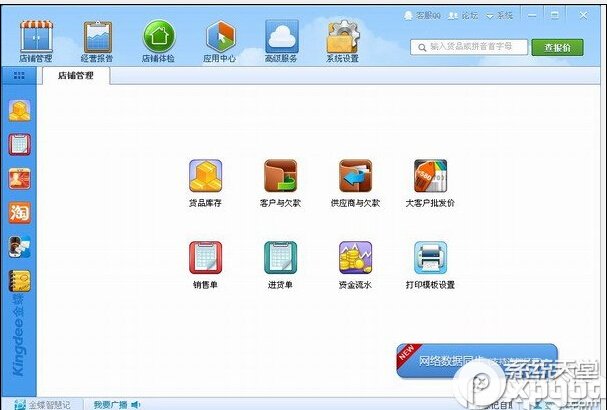 客服QQ 论坛 系统
店铺管理 经营报告 店铺体检 应用中心 高级服务 系统设置
输入货品或拼音首字母 查报价
店铺管理
货品库存 客户与欠款 供应商与欠款 大客户批发价
淘
销售单 进货单 资金流水 打印模板设置
Kingdee 金蝶
NEW 网络数据同步
系统天堂
金蝶智慧记 我要广播